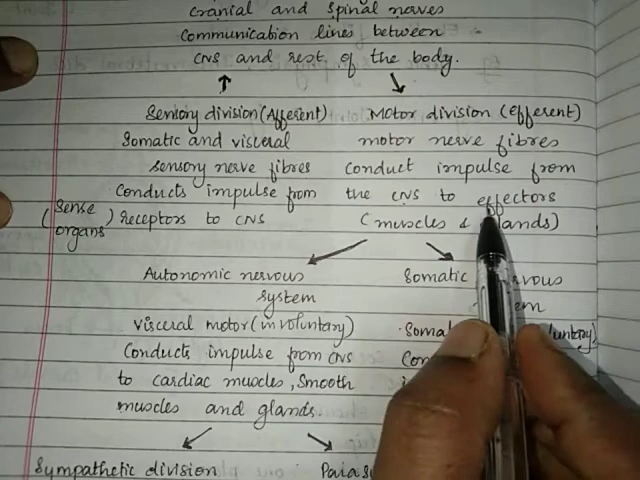 Cranial and Spinal nerves
Communication lines between
CNS and rest of the body.
Sensory division (Afferent)
Somatic and visceral
sensory nerve fibres
Conducts impulse from
(Sense organs) receptors to CNS
Motor division (efferent)
motor nerve fibres
conduct impulse from
the CNS to effectors
(muscles & glands)
Autonomic nervous
system
Visceral motor (involuntary)
Conducts impulse from CNS
to cardiac muscles, smooth
muscles and glands.
Somatic
Sympathetic division